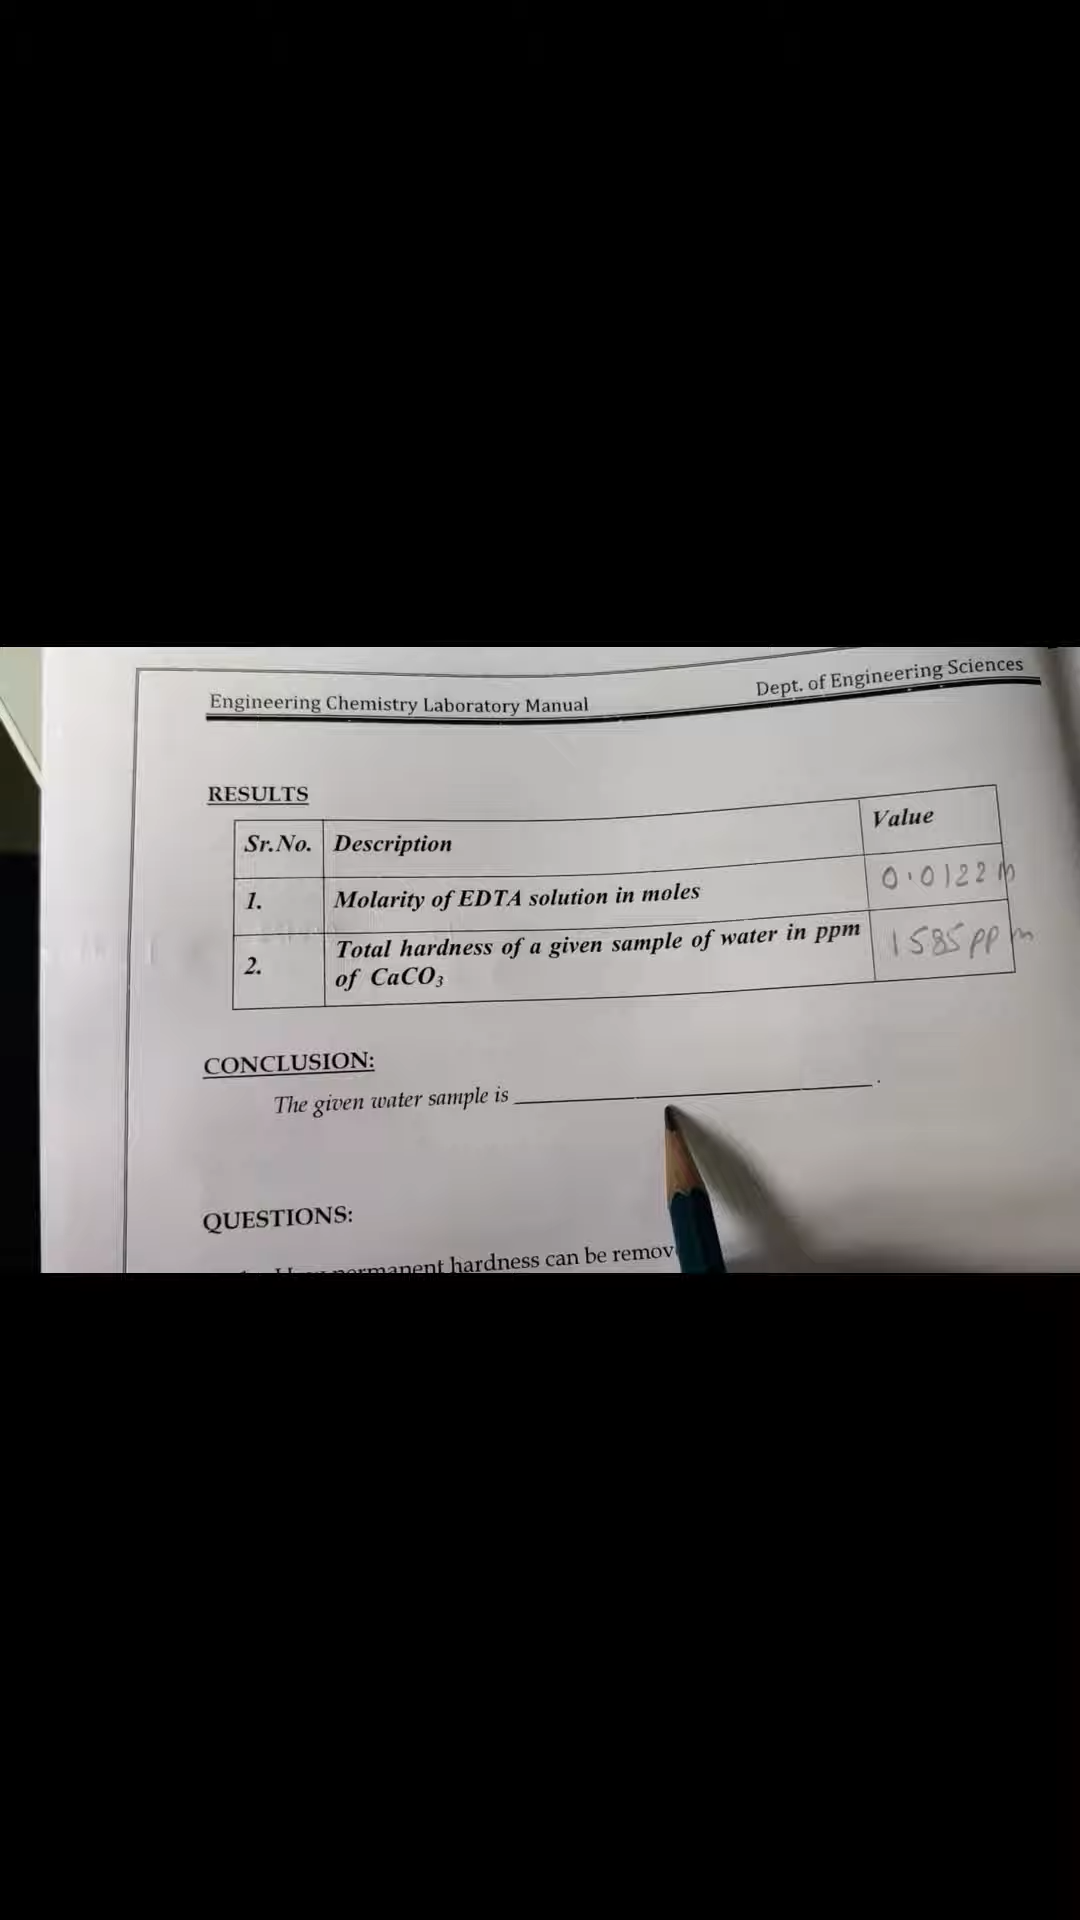 Engineering Chemistry Laboratory Manual Dept. of Engineering Sciences
RESULTS
Sr.No. Description Value
1. Molarity of EDTA solution in moles 0.0122 M
2. Total hardness of a given sample of water in ppm of CaCO₃ 1585 ppm
CONCLUSION:
The given water sample is ____________________.
QUESTIONS:
permanent hardness can be